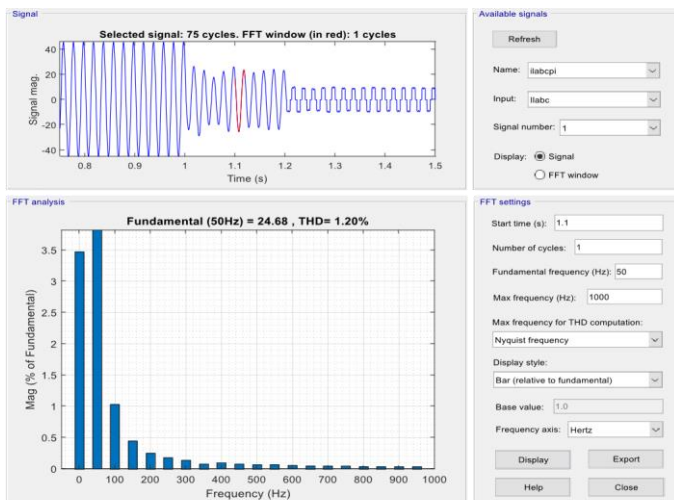 Signal
Selected signal: 75 cycles. FFT window (in red): 1 cycles
Signal mag.
40
20
0
-20
-40
0.8 0.9 1 1.1 1.2 1.3 1.4 1.5
Time (s)
Available signals
Refresh
Name: ilabcpi
Input: Ilabc
Signal number: 1
Display: Signal
FFT window
FFT analysis
Fundamental (50Hz) = 24.68 , THD= 1.20%
Mag (% of Fundamental)
3.5
3
2.5
2
1.5
1
0.5
0
0 100 200 300 400 500 600 700 800 900 1000
Frequency (Hz)
FFT settings
Start time (s): 1.1
Number of cycles: 1
Fundamental frequency (Hz): 50
Max frequency (Hz): 1000
Max frequency for THD computation:
Nyquist frequency
Display style:
Bar (relative to fundamental)
Base value: 1.0
Frequency axis: Hertz
Display Export
Help Close